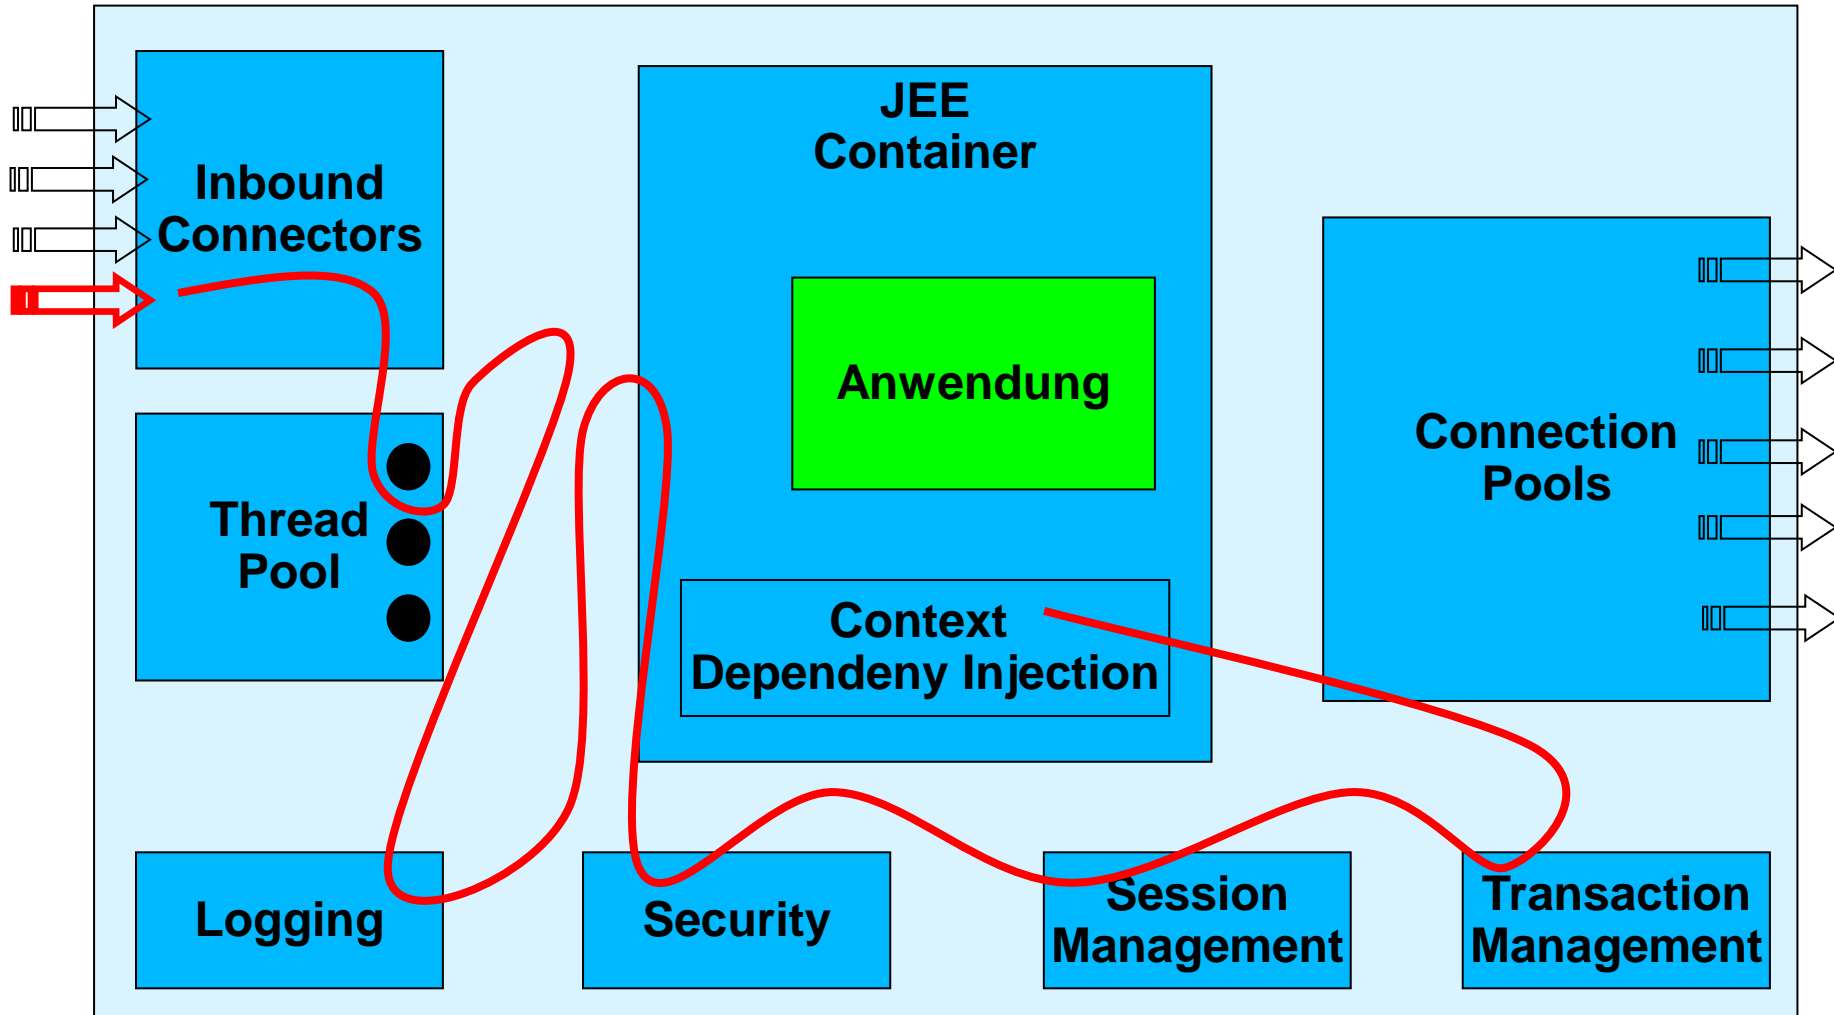 Inbound
Connectors
JEE
Container
Anwendung
Connection
Pools
Thread
Pool
Context
Dependeny Injection
Logging
Security
Session
Management
Transaction
Management